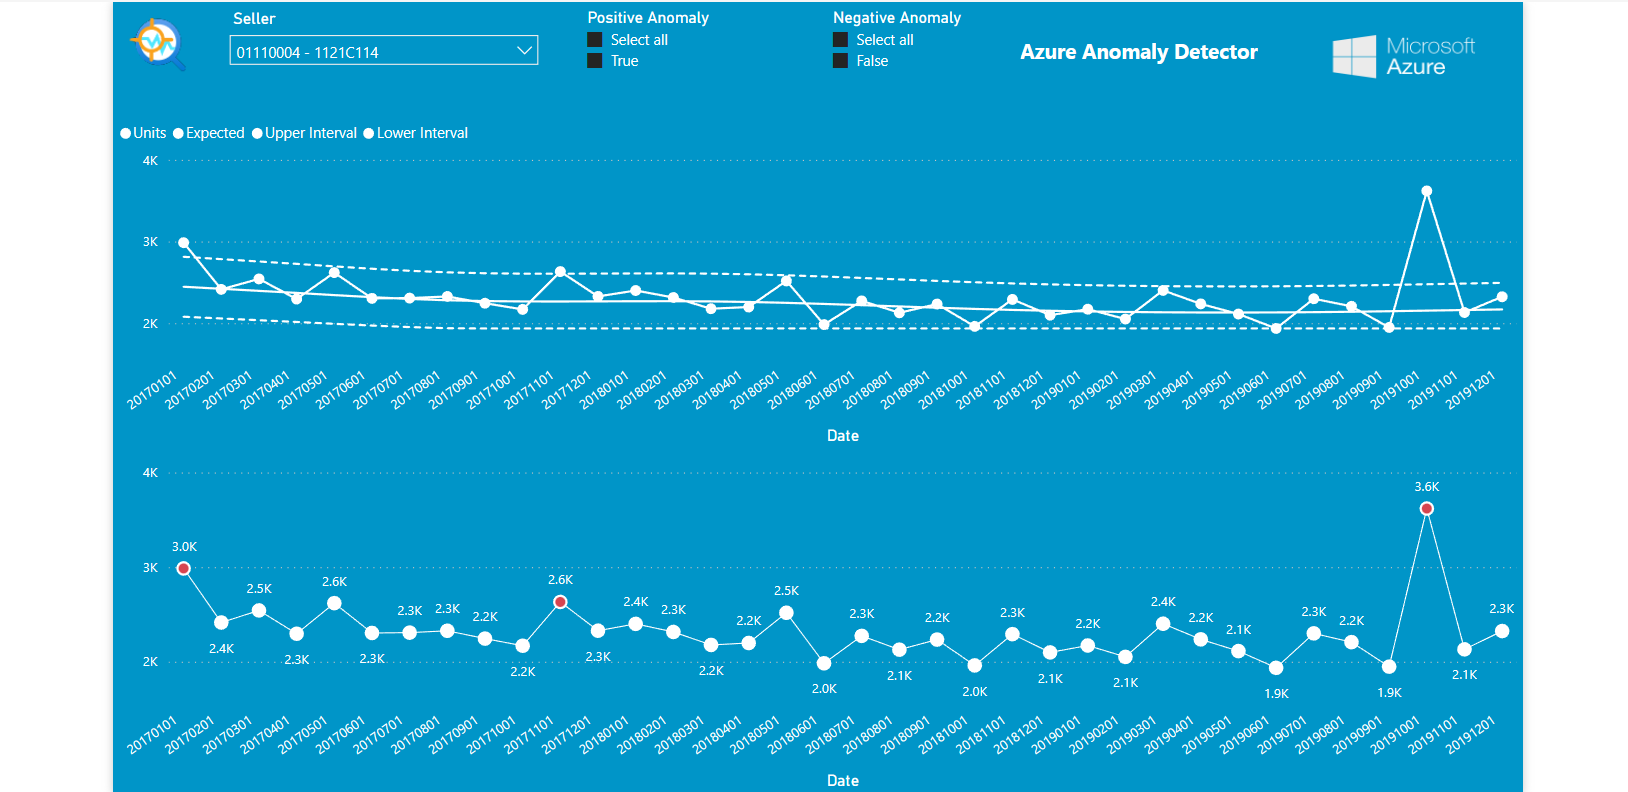 Seller
01110004 - 1121C114
Positive Anomaly
Select all
True
Negative Anomaly
Select all
False
Azure Anomaly Detector
Microsoft
Azure
Units Expected Upper Interval Lower Interval
4K
3K
2K
20170101 20170201 20170301 20170401 20170501 20170601 20170701 20170801 20170901 20171001 20171101 20171201 20180101 20180201 20180301 20180401 20180501 20180601 20180701 20180801 20180901 20181001 20181101 20181201 20190101 20190201 20190301 20190401 20190501 20190601 20190701 20190801 20190901 20191001 20191101 20191201
Date
4K
3K
2K
3.0K 2.4K 2.5K 2.3K 2.6K 2.3K 2.3K 2.3K 2.2K 2.2K 2.6K 2.3K 2.4K 2.3K 2.2K 2.2K 2.5K 2.0K 2.3K 2.1K 2.2K 2.0K 2.3K 2.1K 2.2K 2.1K 2.4K 2.2K 2.1K 1.9K 2.3K 2.2K 1.9K 3.6K 2.1K 2.3K
20170101 20170201 20170301 20170401 20170501 20170601 20170701 20170801 20170901 20171001 20171101 20171201 20180101 20180201 20180301 20180401 20180501 20180601 20180701 20180801 20180901 20181001 20181101 20181201 20190101 20190201 20190301 20190401 20190501 20190601 20190701 20190801 20190901 20191001 20191101 20191201
Date